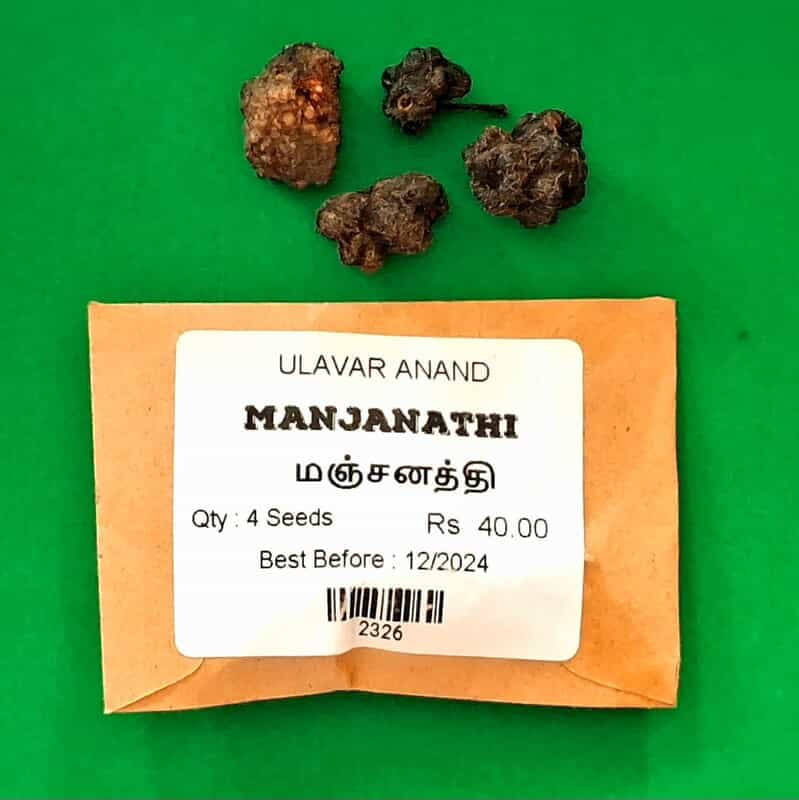 ULAVAR ANAND
MANJANATHI
மஞ்சனத்தி
Qty : 4 Seeds Rs 40.00
Best Before : 12/2024
2326